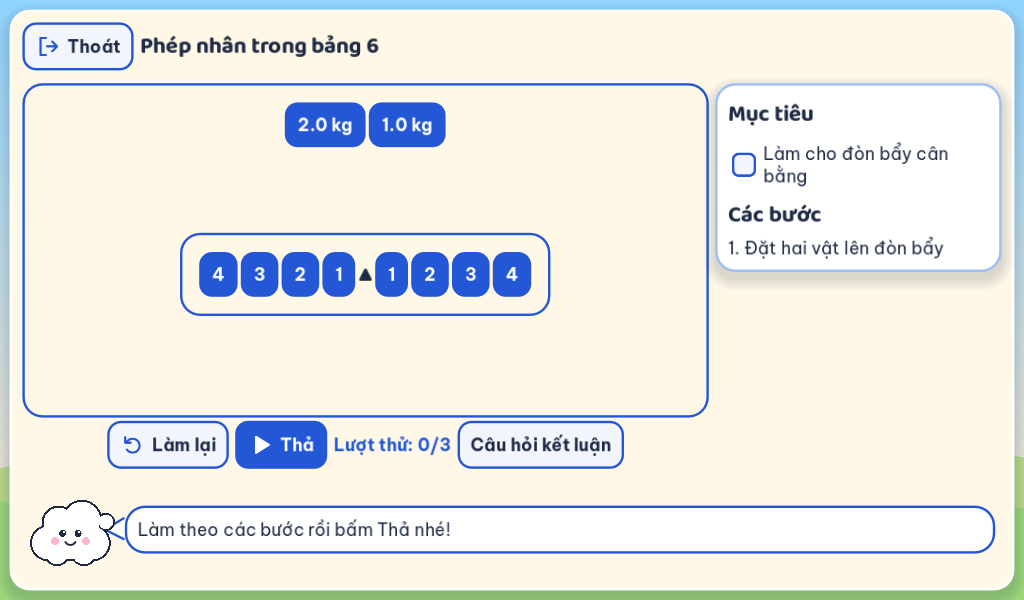 Thoát
Phép nhân trong bảng 6
2.0 kg 1.0 kg
4 3 2 1 ▲ 1 2 3 4
Làm lại
Thả
Lượt thử: 0/3
Câu hỏi kết luận
Mục tiêu
Làm cho đòn bẩy cân
bằng
Các bước
1. Đặt hai vật lên đòn bẩy
Làm theo các bước rồi bấm Thả nhé!